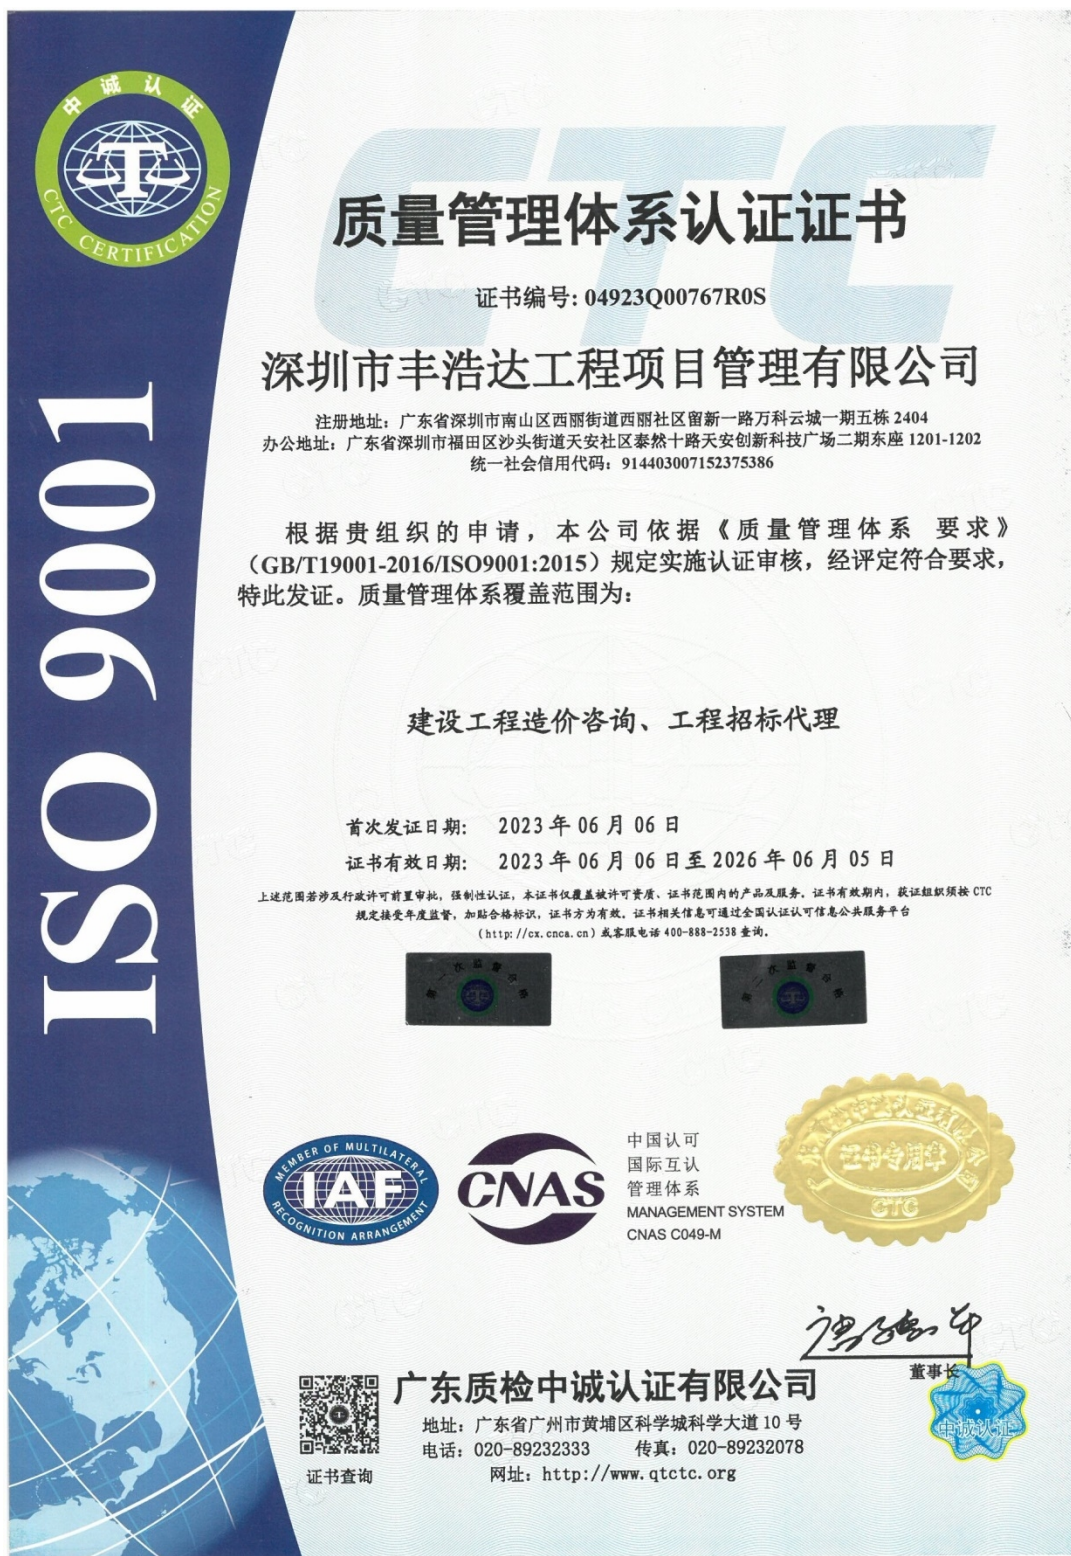 中诚认证
CTC CERTIFICATION
ISO 9001
CTC
质量管理体系认证证书
证书编号: 04923Q00767R0S
深圳市丰浩达工程项目管理有限公司
注册地址：广东省深圳市南山区西丽街道西丽社区留新一路万科云城一期五栋 2404
办公地址：广东省深圳市福田区沙头街道天安社区泰然十路天安创新科技广场二期东座 1201-1202
统一社会信用代码：914403007152375386
根据贵组织的申请，本公司依据《质量管理体系 要求》
（GB/T19001-2016/ISO9001:2015）规定实施认证审核，经评定符合要求，
特此发证。质量管理体系覆盖范围为：
建设工程造价咨询、工程招标代理
首次发证日期： 2023 年 06 月 06 日
证书有效日期： 2023 年 06 月 06 日至 2026 年 06 月 05 日
上述范围若涉及行政许可前置审批，强制性认证，本证书仅覆盖被许可资质、证书范围内的产品及服务。证书有效期内，获证组织须按 CTC
规定接受年度监督，加贴合格标识，证书方为有效。证书相关信息可通过全国认证认可信息公共服务平台
（http://cx.cnca.cn）或客服电话 400-888-2538 查询。
第一次监督合格
第二次监督合格
MEMBER OF MULTILATERAL
IAF
RECOGNITION ARRANGEMENT
CNAS
中国认可
国际互认
管理体系
MANAGEMENT SYSTEM
CNAS C049-M
证书专用章
CTC
董事长
中诚认证
证书查询
广东质检中诚认证有限公司
地址：广东省广州市黄埔区科学城科学大道 10 号
电话：020-89232333 传真：020-89232078
网址：http://www.qtctc.org